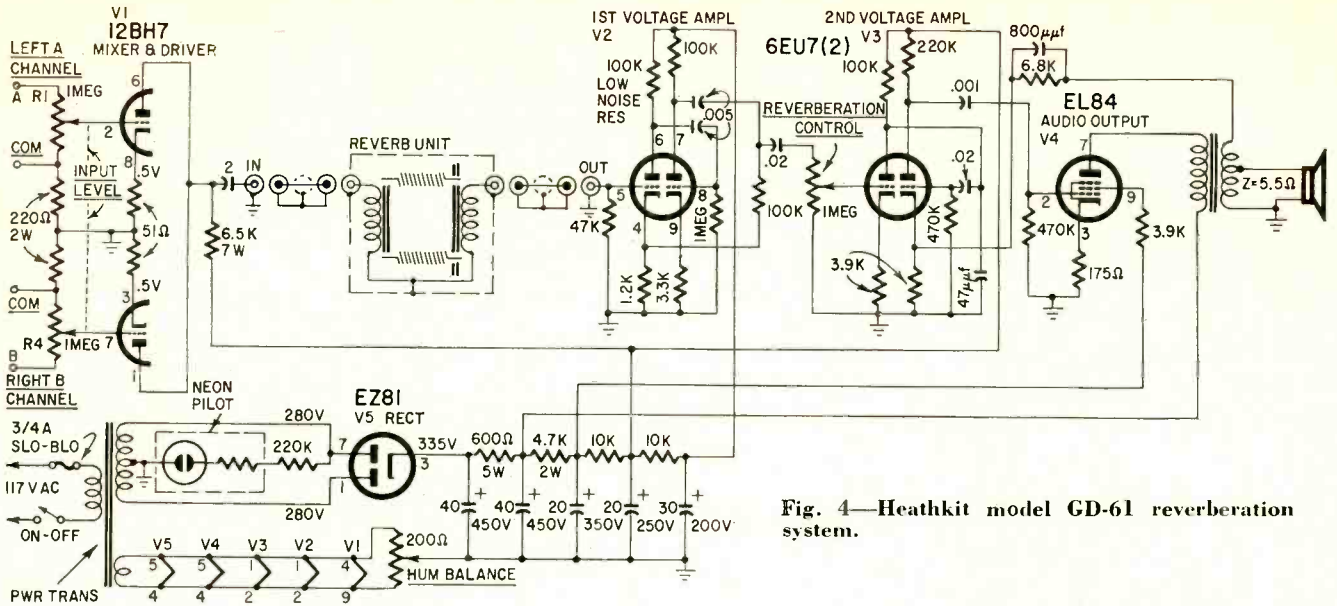 V1
12BH7
MIXER & DRIVER
LEFT A
CHANNEL
A
R1
1MEG
6
2
8
.5V
COM
INPUT
LEVEL
220Ω
2W
51Ω
COM
3
.5V
R4
1MEG
7
1
B
RIGHT B
CHANNEL
6.5K
7W
2
IN
REVERB UNIT
OUT
1ST VOLTAGE AMPL
V2
100K
100K
LOW
NOISE
RES
.005
6
7
5
8
4
9
47K
1MEG
1.2K
3.3K
.02
100K
REVERBERATION
CONTROL
1MEG
2ND VOLTAGE AMPL
V3
6EU7(2)
220K
100K
.001
.02
470K
3.9K
47μμf
800μμf
6.8K
EL84
AUDIO OUTPUT
V4
7
2
9
3
470K
175Ω
3.9K
Z=5.5Ω
3/4 A
SLO-BLO
117 V AC
ON-OFF
PWR TRANS
NEON
PILOT
280V
220K
280V
EZ81
V5 RECT
7
1
3
335V
600Ω
5W
4.7K
2W
10K
10K
40
+
450V
40
+
450V
20
+
350V
20
+
250V
30
+
200V
V5
V4
V3
V2
V1
5
5
1
1
4
4
4
2
2
9
200Ω
HUM BALANCE
Fig. 4—Heathkit model GD-61 reverberation
system.